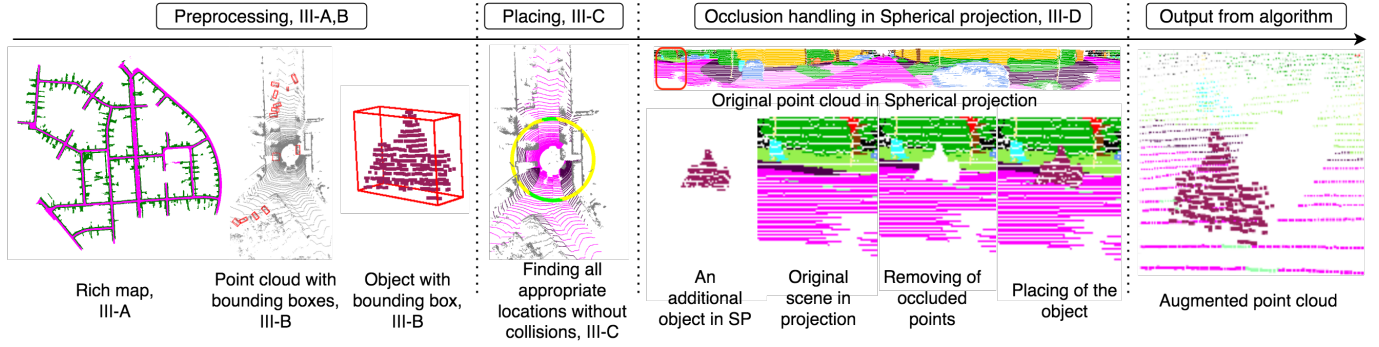 Preprocessing, III-A,B
Placing, III-C
Occlusion handling in Spherical projection, III-D
Output from algorithm
Original point cloud in Spherical projection
Rich map,
III-A
Point cloud with
bounding boxes,
III-B
Object with
bounding box,
III-B
Finding all
appropriate
locations without
collisions, III-C
An
additional
object in SP
Original
scene in
projection
Removing of
occluded
points
Placing of the
object
Augmented point cloud